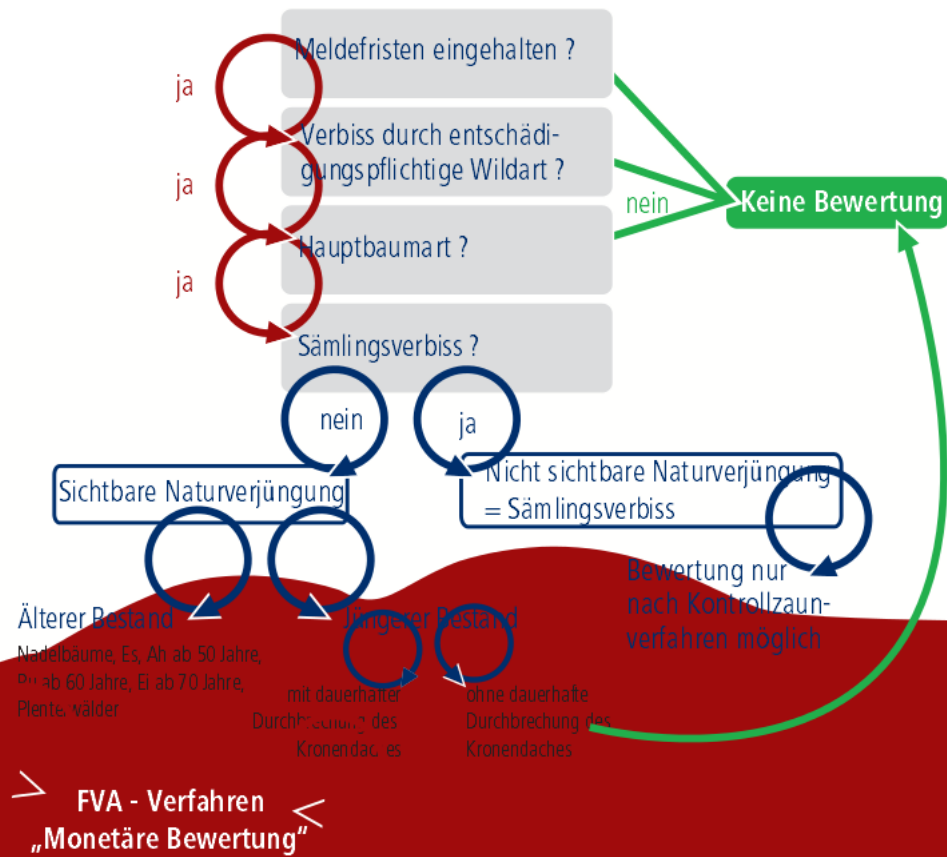 Meldefristen eingehalten ?
ja
Verbiss durch entschädi-
gungspflichtige Wildart ?
ja
nein
Keine Bewertung
Hauptbaumart ?
ja
Sämlingsverbiss ?
nein
ja
Sichtbare Naturverjüngung
Nicht sichtbare Naturverjüngung
= Sämlingsverbiss
Bewertung nur
nach Kontrollzaun-
verfahren möglich
Älterer Bestand
Nadelbäume, Es, Ah ab 50 Jahre,
Bu ab 60 Jahre, Ei ab 70 Jahre,
Plenterwälder
Jüngerer Bestand
mit dauerhafter
Durchbrechung des
Kronendaches
ohne dauerhafte
Durchbrechung des
Kronendaches
FVA - Verfahren
„Monetäre Bewertung“